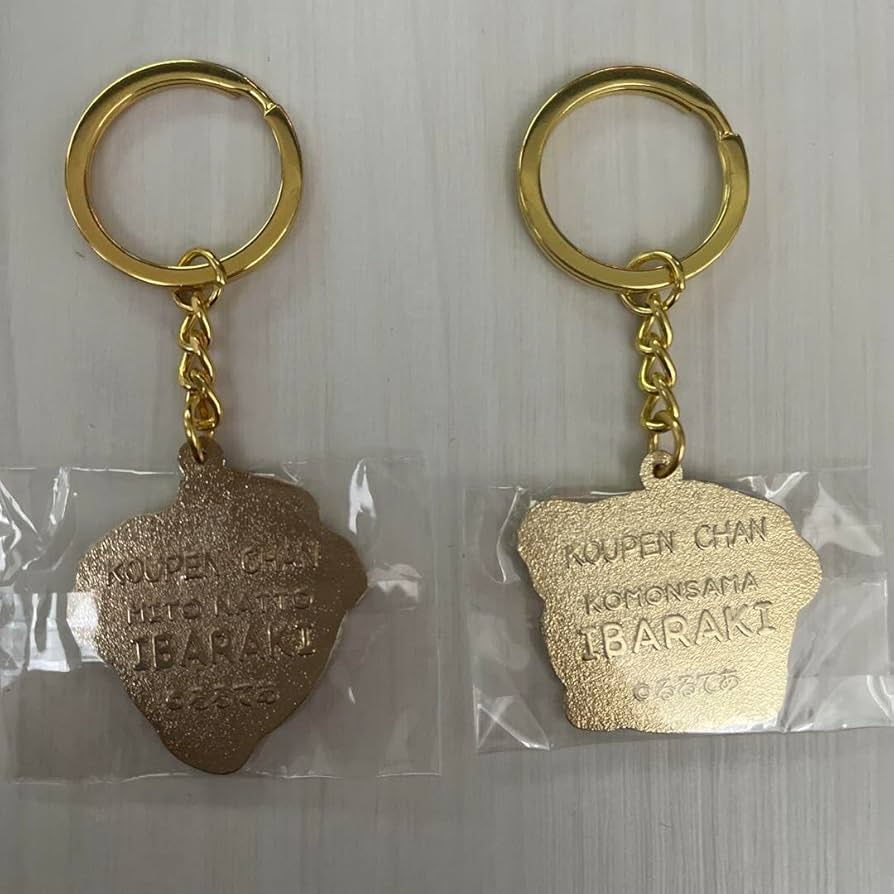 KOUPEN CHAN
MITO NATTO
IBARAKI
©るるてあ
KOUPEN CHAN
KOMONSAMA
IBARAKI
©るるてあ